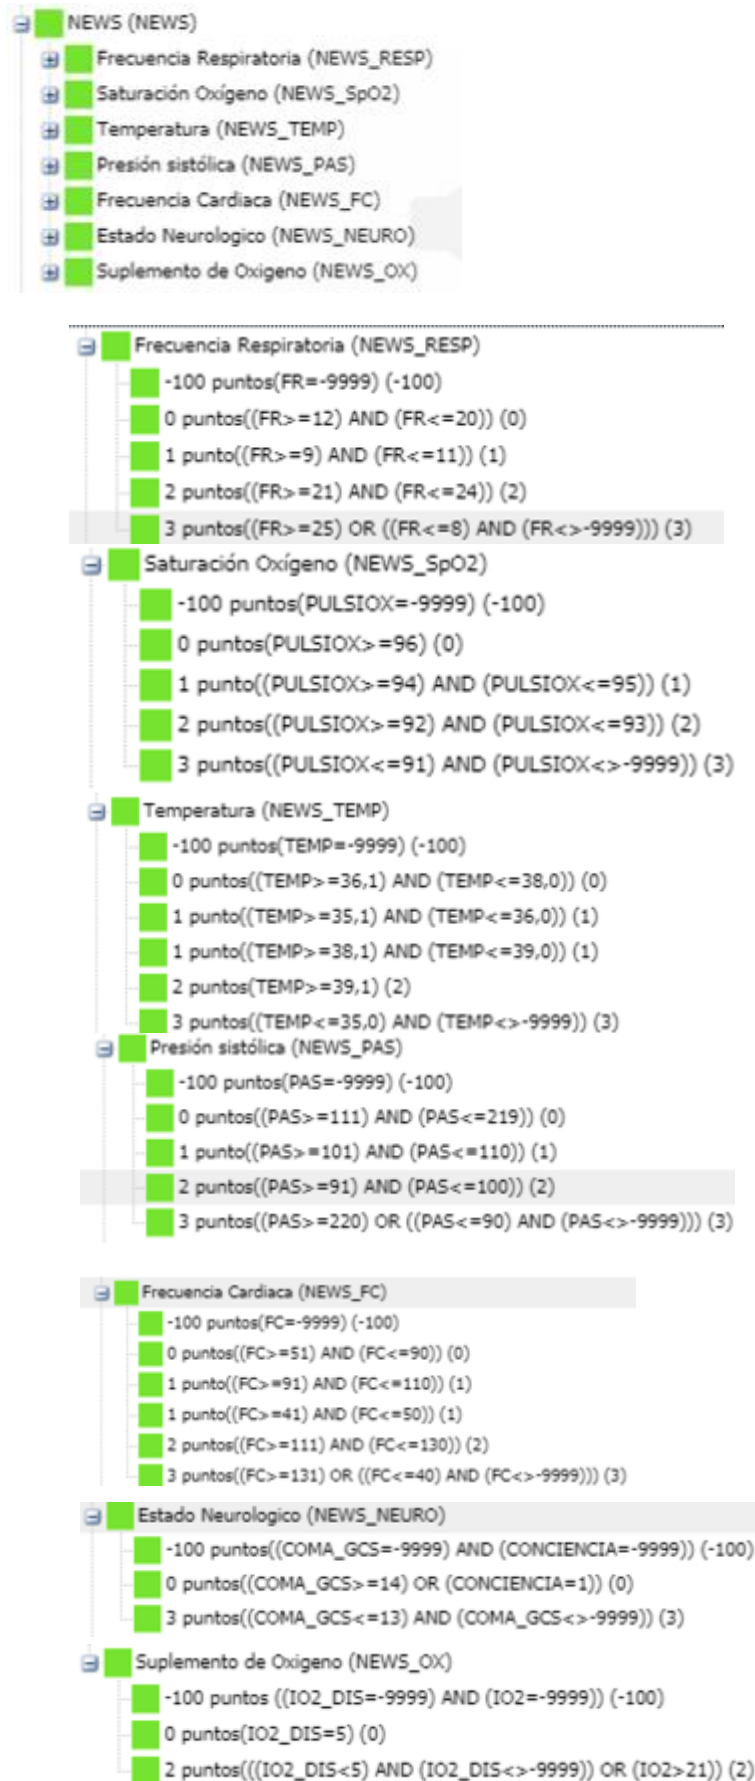 NEWS (NEWS)
Frecuencia Respiratoria (NEWS_RESP)
Saturación Oxígeno (NEWS_SpO2)
Temperatura (NEWS_TEMP)
Presión sistólica (NEWS_PAS)
Frecuencia Cardiaca (NEWS_FC)
Estado Neurologico (NEWS_NEURO)
Suplemento de Oxigeno (NEWS_OX)
Frecuencia Respiratoria (NEWS_RESP)
-100 puntos(FR=-9999) (-100)
0 puntos((FR>=12) AND (FR<=20)) (0)
1 punto((FR>=9) AND (FR<=11)) (1)
2 puntos((FR>=21) AND (FR<=24)) (2)
3 puntos((FR>=25) OR ((FR<=8) AND (FR<>-9999))) (3)
Saturación Oxígeno (NEWS_SpO2)
-100 puntos(PULSIOX=-9999) (-100)
0 puntos(PULSIOX>=96) (0)
1 punto((PULSIOX>=94) AND (PULSIOX<=95)) (1)
2 puntos((PULSIOX>=92) AND (PULSIOX<=93)) (2)
3 puntos((PULSIOX<=91) AND (PULSIOX<>-9999)) (3)
Temperatura (NEWS_TEMP)
-100 puntos(TEMP=-9999) (-100)
0 puntos((TEMP>=36,1) AND (TEMP<=38,0)) (0)
1 punto((TEMP>=35,1) AND (TEMP<=36,0)) (1)
1 punto((TEMP>=38,1) AND (TEMP<=39,0)) (1)
2 puntos(TEMP>=39,1) (2)
3 puntos((TEMP<=35,0) AND (TEMP<>-9999)) (3)
Presión sistólica (NEWS_PAS)
-100 puntos(PAS=-9999) (-100)
0 puntos((PAS>=111) AND (PAS<=219)) (0)
1 punto((PAS>=101) AND (PAS<=110)) (1)
2 puntos((PAS>=91) AND (PAS<=100)) (2)
3 puntos((PAS>=220) OR ((PAS<=90) AND (PAS<>-9999))) (3)
Frecuencia Cardiaca (NEWS_FC)
-100 puntos(FC=-9999) (-100)
0 puntos((FC>=51) AND (FC<=90)) (0)
1 punto((FC>=91) AND (FC<=110)) (1)
1 punto((FC>=41) AND (FC<=50)) (1)
2 puntos((FC>=111) AND (FC<=130)) (2)
3 puntos((FC>=131) OR ((FC<=40) AND (FC<>-9999))) (3)
Estado Neurologico (NEWS_NEURO)
-100 puntos((COMA_GCS=-9999) AND (CONCIENCIA=-9999)) (-100)
0 puntos((COMA_GCS>=14) OR (CONCIENCIA=1)) (0)
3 puntos((COMA_GCS<=13) AND (COMA_GCS<>-9999)) (3)
Suplemento de Oxigeno (NEWS_OX)
-100 puntos ((IO2_DIS=-9999) AND (IO2=-9999)) (-100)
0 puntos(IO2_DIS=5) (0)
2 puntos(((IO2_DIS<5) AND (IO2_DIS<>-9999)) OR (IO2>21)) (2)